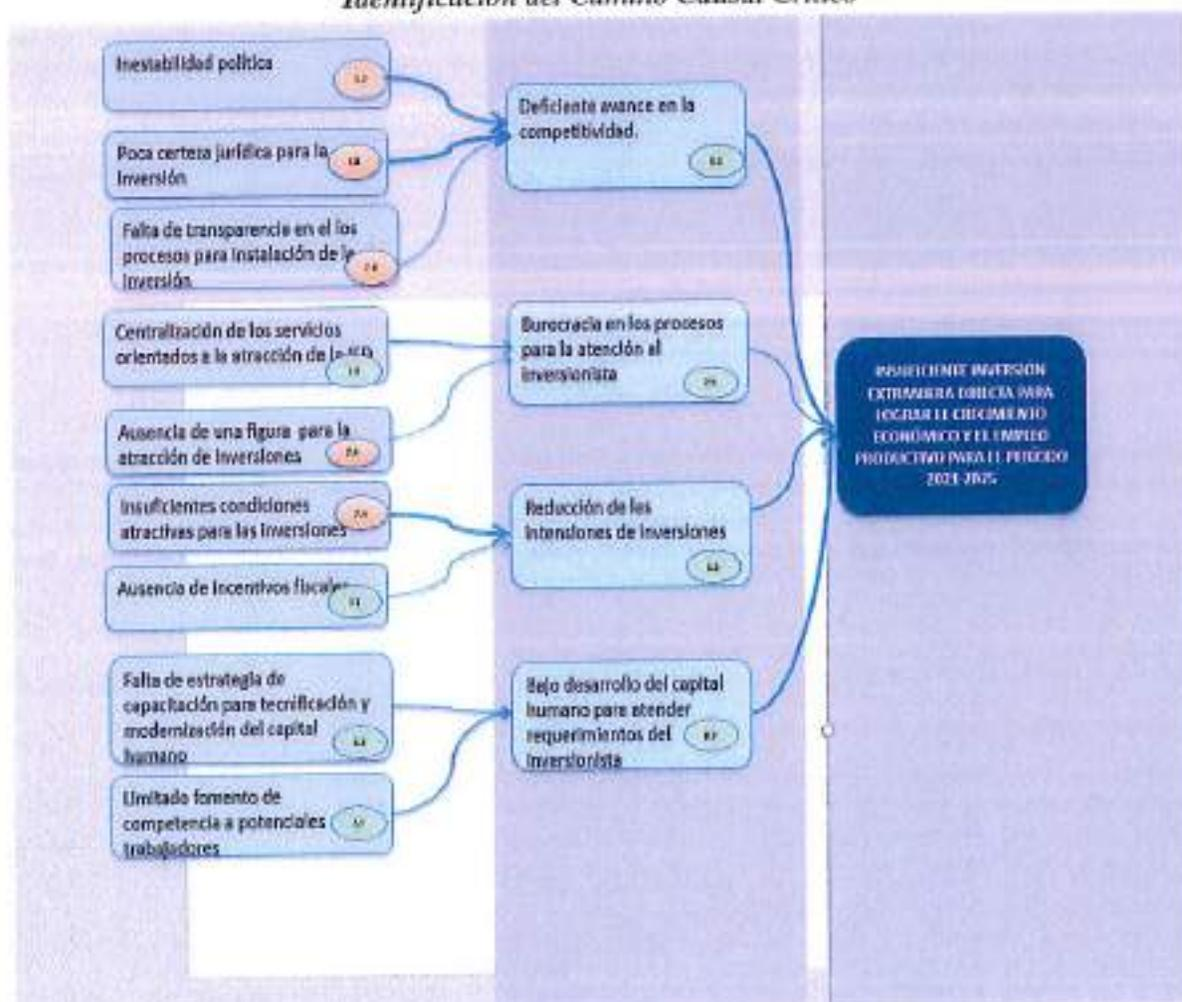 Identificación del Camino Causal Crítico
Inestabilidad política
Poca certeza jurídica para la
Inversión
Falta de transparencia en el los
procesos para instalación de la
Inversión
Centralización de los servicios
orientados a la atracción de la IED
Ausencia de una figura para la
atracción de inversiones
Insuficientes condiciones
atractivas para las inversiones
Ausencia de incentivos fiscales
Falta de estrategia de
capacitación para tecnificación y
modernización del capital
humano
Limitado fomento de
competencia a potenciales
trabajadores
Deficiente avance en la
competitividad.
Burocracia en los procesos
para la atención al
inversionista
Reducción de las
intensiones de inversiones
Bajo desarrollo del capital
humano para atender
requerimientos del
inversionista
INSUFICIENTE INVERSIÓN
EXTRANJERA DIRECTA PARA
LOGRAR EL CRECIMIENTO
ECONÓMICO Y EL EMPLEO
PRODUCTIVO PARA EL PERÍODO
2021-2025